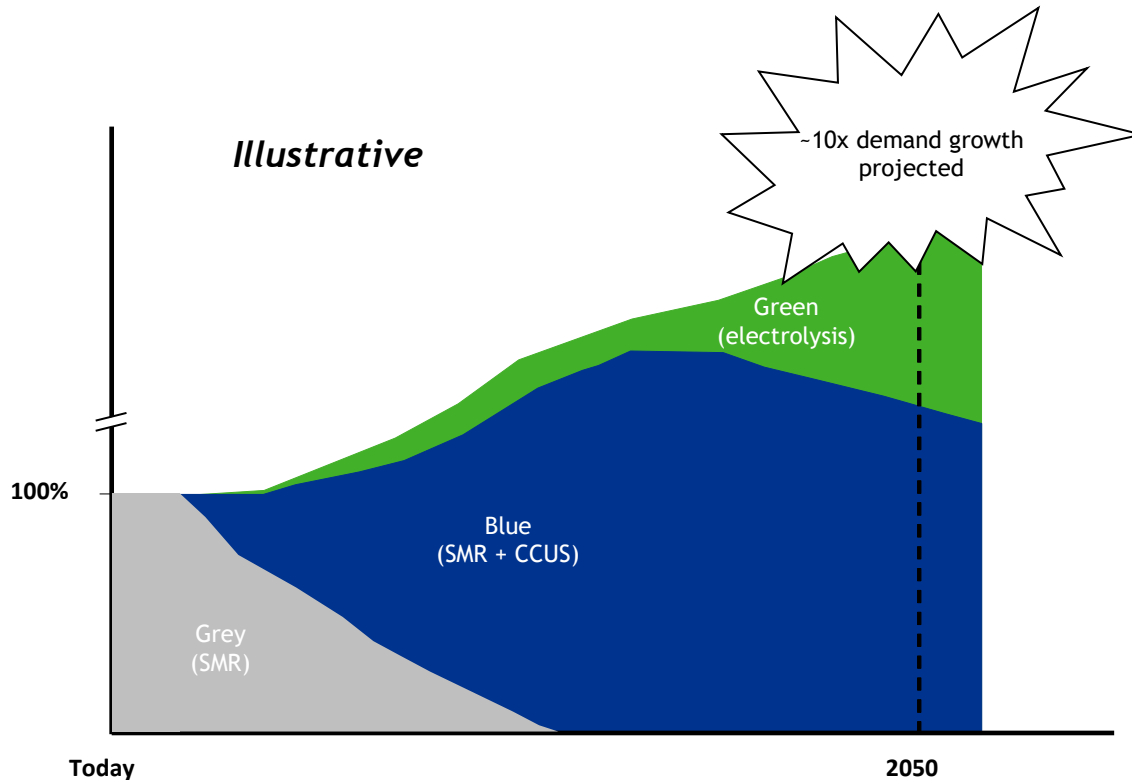 ~10x demand growth
projected
Illustrative
Green
(electrolysis)
100%
Blue
(SMR + CCUS)
Grey
(SMR)
Today
2050